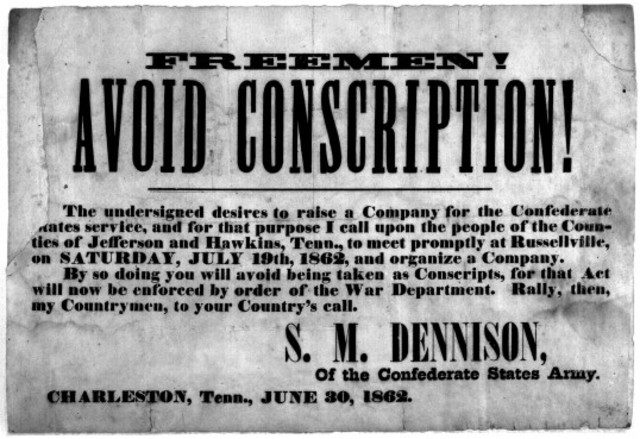 FREEMEN!
AVOID CONSCRIPTION!
The undersigned desires to raise a Company for the Confederate
tates service, and for that purpose I call upon the people of the Coun-
ties of Jefferson and Hawkins, Tenn., to meet promptly at Russellville,
on SATURDAY, JULY 19th, 1862, and organize a Company.
By so doing you will avoid being taken as Conscripts, for that Act
will now be enforced by order of the War Department. Rally, then,
my Countrymen, to your Country's call.
S. M. DENNISON,
Of the Confederate States Army.
CHARLESTON, Tenn., JUNE 30, 1862.